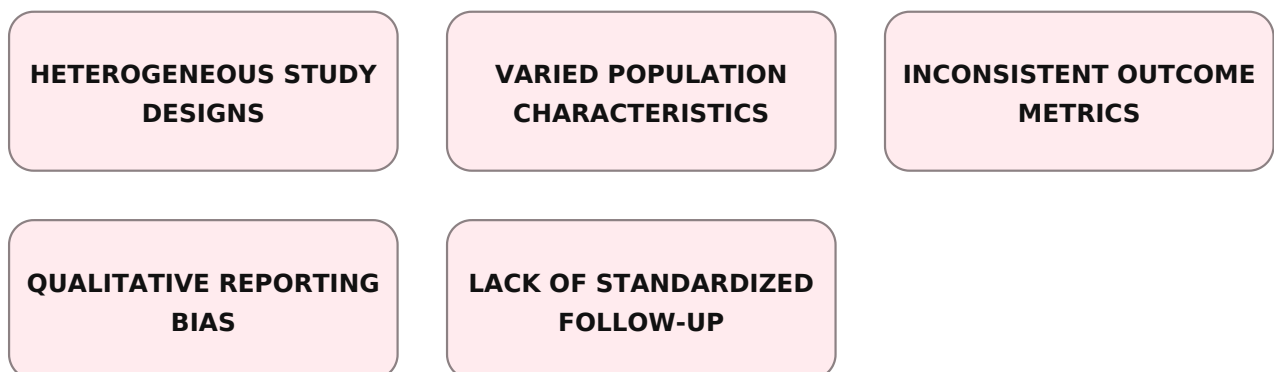 HETEROGENEOUS STUDY
DESIGNS
VARIED POPULATION
CHARACTERISTICS
INCONSISTENT OUTCOME
METRICS
QUALITATIVE REPORTING
BIAS
LACK OF STANDARDIZED
FOLLOW-UP